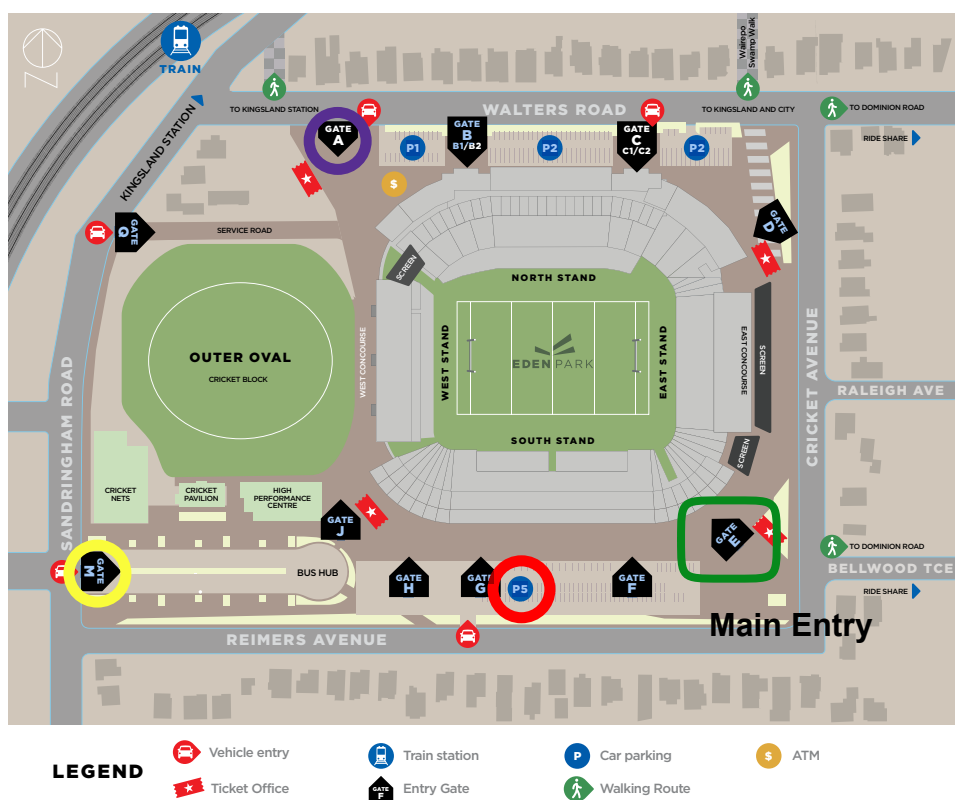 TRAIN
Wairepo
Swamp Walk
TO KINGSLAND STATION
WALTERS ROAD
TO KINGSLAND AND CITY
TO DOMINION ROAD
RIDE SHARE
KINGSLAND STATION
GATE
A
P1
GATE
B
B1/B2
P2
GATE
C
C1/C2
P2
$
GATE
D
GATE
Q
SERVICE ROAD
SCREEN
NORTH STAND
OUTER OVAL
CRICKET BLOCK
WEST CONCOURSE
WEST STAND
EDEN PARK
EAST STAND
EAST CONCOURSE
SCREEN
CRICKET AVENUE
RALEIGH AVE
SANDRINGHAM ROAD
SOUTH STAND
SCREEN
CRICKET
NETS
CRICKET
PAVILION
HIGH
PERFORMANCE
CENTRE
GATE
J
GATE
E
TO DOMINION ROAD
BELLWOOD TCE
RIDE SHARE
GATE
M
BUS HUB
GATE
H
GATE
G
P5
GATE
F
Main Entry
REIMERS AVENUE
LEGEND
Vehicle entry
Train station
P
Car parking
$
ATM
Ticket Office
GATE
F
Entry Gate
Walking Route